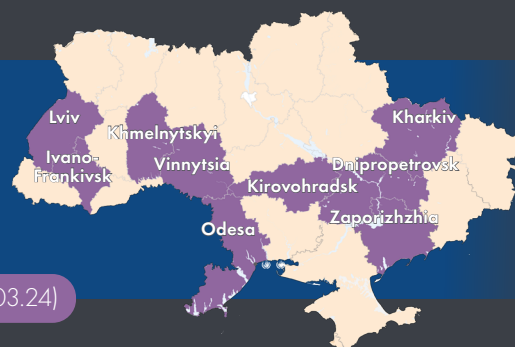 Lviv
Kharkiv
Khmelnytskyi
Ivano-
Frankivsk
Vinnytsia
Dnipropetrovsk
Kirovohradsk
Zaporizhzhia
Odesa
03.24)